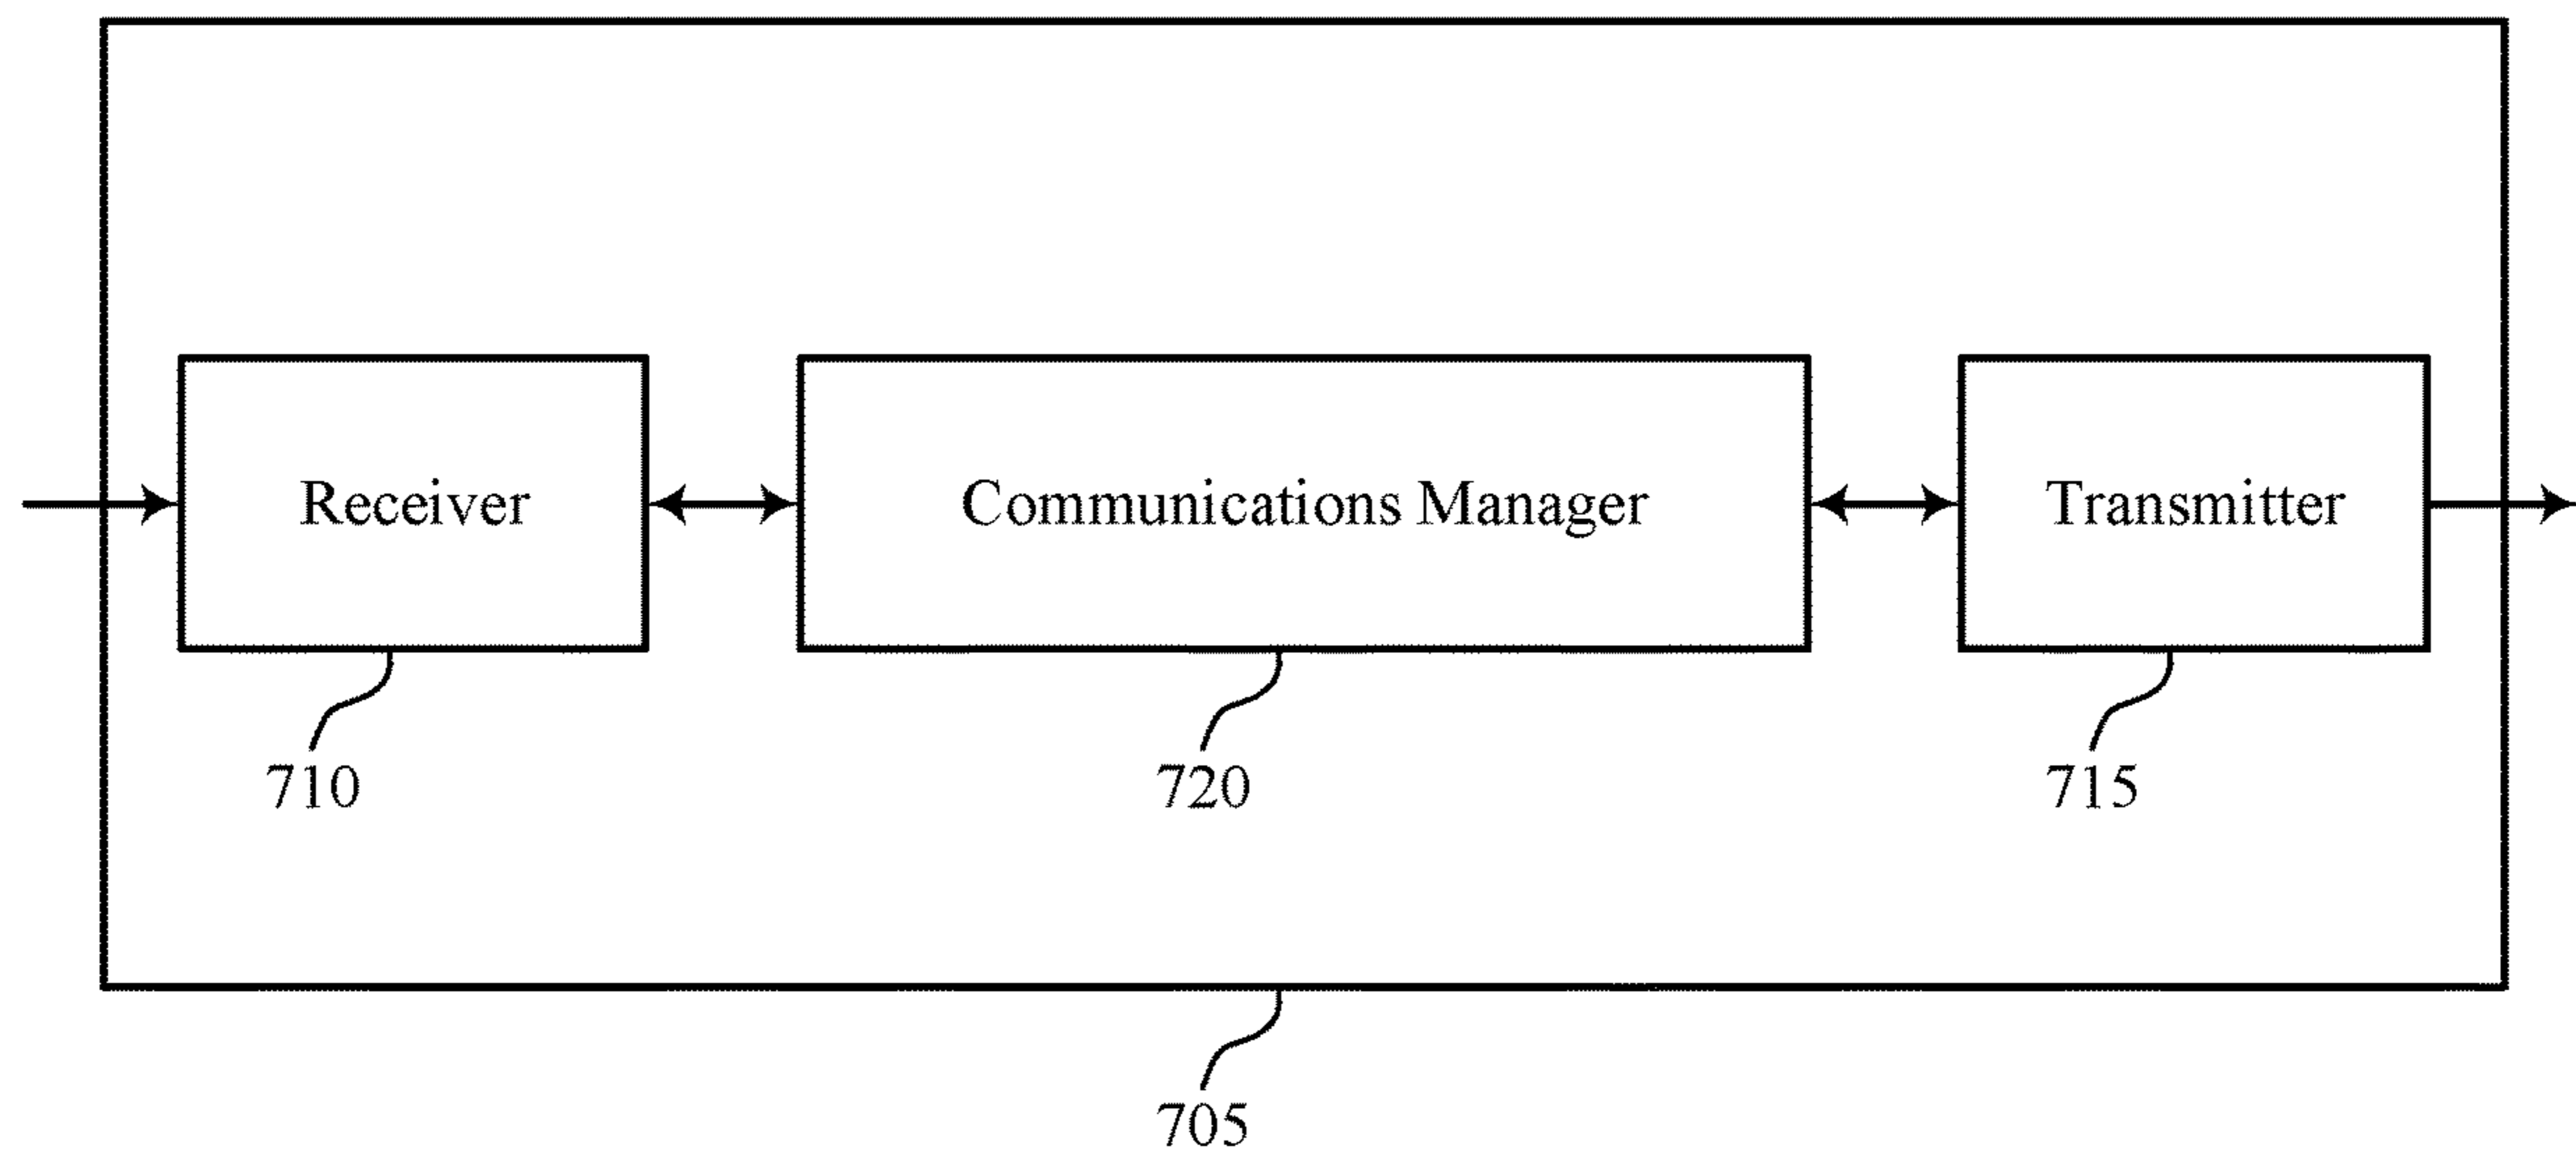 Receiver
Communications Manager
Transmitter
710
720
715
705